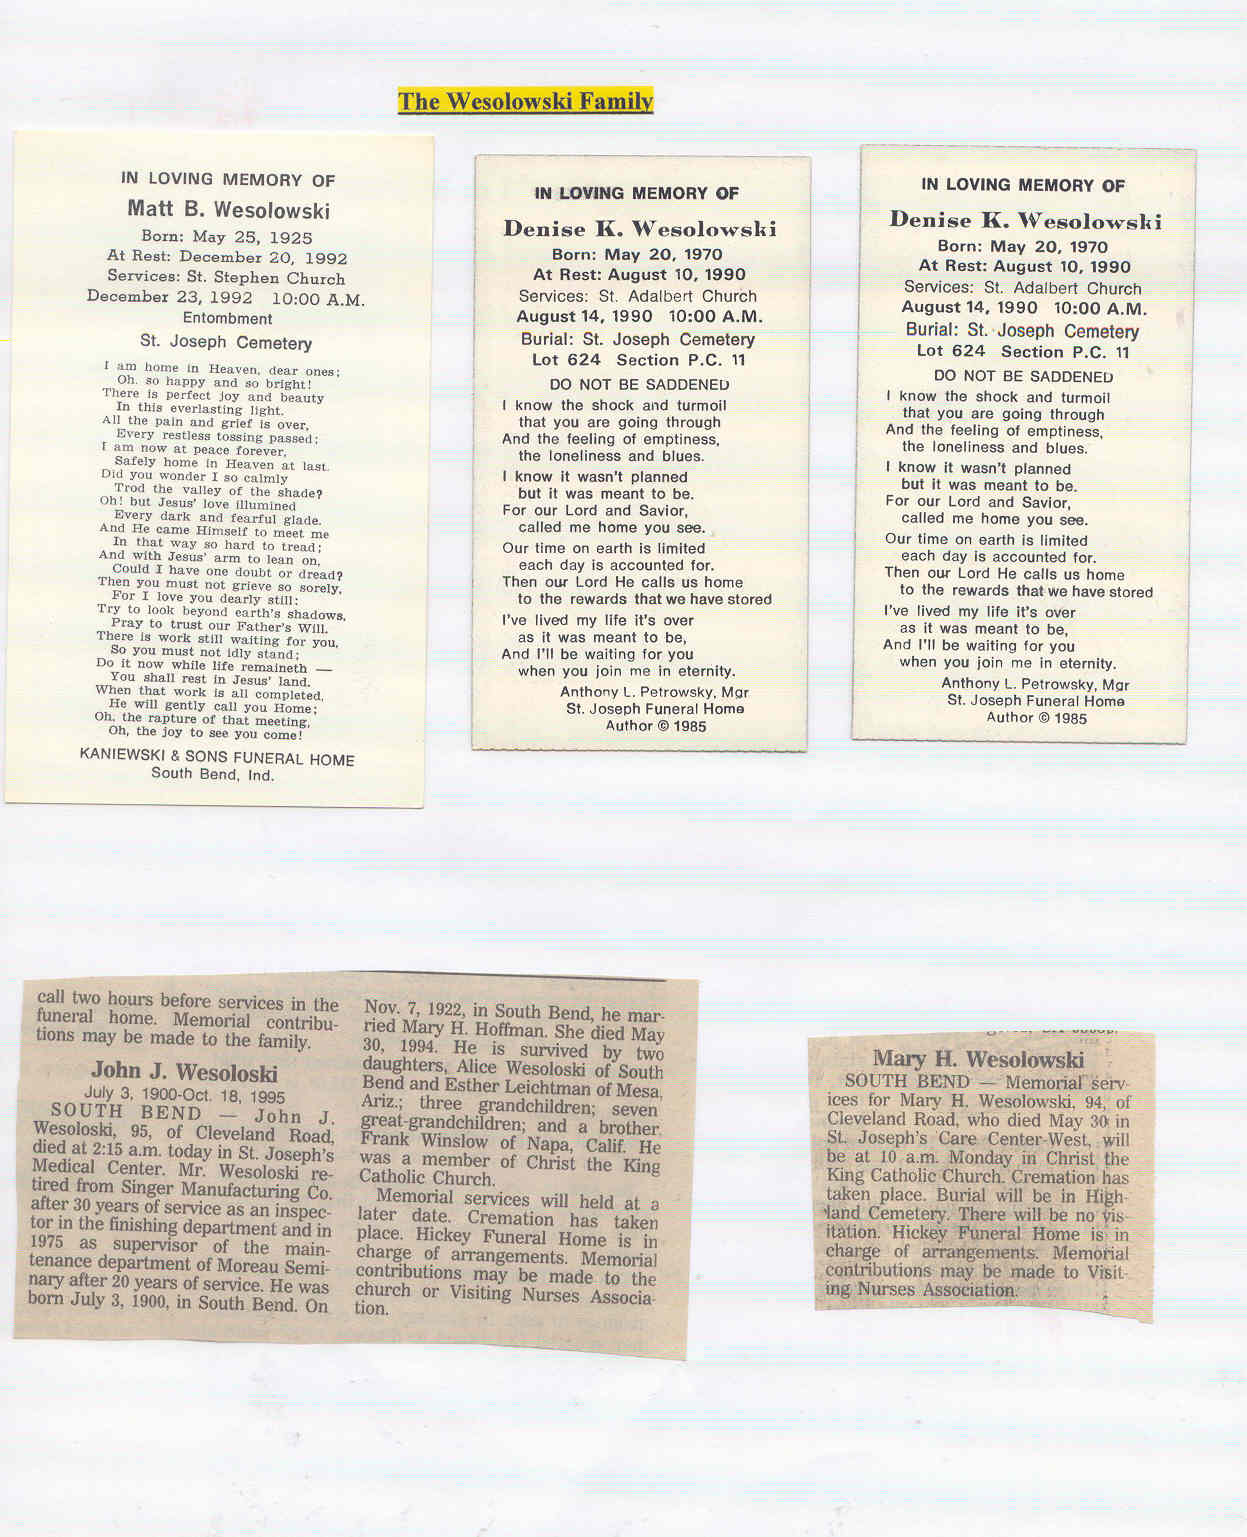 The Wesolowski Family
IN LOVING MEMORY OF
Matt B. Wesolowski
Born: May 25, 1925
At Rest: December 20, 1992
Services: St. Stephen Church
December 23, 1992 10:00 A.M.
Entombment
St. Joseph Cemetery
I am home in Heaven, dear ones;
Oh, so happy and so bright!
There is perfect joy and beauty
In this everlasting light.
All the pain and grief is over,
Every restless tossing passed;
I am now at peace forever,
Safely home in Heaven at last.
Did you wonder I so calmly
Trod the valley of the shade?
Oh! but Jesus' love illumined
Every dark and fearful glade.
And He came Himself to meet me
In that way so hard to tread;
And with Jesus' arm to lean on,
Could I have one doubt or dread?
Then you must not grieve so sorely,
For I love you dearly still:
Try to look beyond earth's shadows,
Pray to trust our Father's Will.
There is work still waiting for you,
So you must not idly stand;
Do it now while life remaineth —
You shall rest in Jesus' land.
When that work is all completed,
He will gently call you Home;
Oh, the rapture of that meeting,
Oh, the joy to see you come!
KANIEWSKI & SONS FUNERAL HOME
South Bend, Ind.
IN LOVING MEMORY OF
Denise K. Wesolowski
Born: May 20, 1970
At Rest: August 10, 1990
Services: St. Adalbert Church
August 14, 1990 10:00 A.M.
Burial: St. Joseph Cemetery
Lot 624 Section P.C. 11
DO NOT BE SADDENED
I know the shock and turmoil
that you are going through
And the feeling of emptiness,
the loneliness and blues.
I know it wasn't planned
but it was meant to be.
For our Lord and Savior,
called me home you see.
Our time on earth is limited
each day is accounted for.
Then our Lord He calls us home
to the rewards that we have stored
I've lived my life it's over
as it was meant to be,
And I'll be waiting for you
when you join me in eternity.
Anthony L. Petrowsky, Mgr
St. Joseph Funeral Home
Author © 1985
IN LOVING MEMORY OF
Denise K. Wesolowski
Born: May 20, 1970
At Rest: August 10, 1990
Services: St. Adalbert Church
August 14, 1990 10:00 A.M.
Burial: St. Joseph Cemetery
Lot 624 Section P.C. 11
DO NOT BE SADDENED
I know the shock and turmoil
that you are going through
And the feeling of emptiness,
the loneliness and blues.
I know it wasn't planned
but it was meant to be.
For our Lord and Savior,
called me home you see.
Our time on earth is limited
each day is accounted for.
Then our Lord He calls us home
to the rewards that we have stored
I've lived my life it's over
as it was meant to be,
And I'll be waiting for you
when you join me in eternity.
Anthony L. Petrowsky, Mgr
St. Joseph Funeral Home
Author © 1985
call two hours before services in the
funeral home. Memorial contribu-
tions may be made to the family.
John J. Wesoloski
July 3, 1900-Oct. 18, 1995
SOUTH BEND — John J.
Wesoloski, 95, of Cleveland Road,
died at 2:15 a.m. today in St. Joseph's
Medical Center. Mr. Wesoloski re-
tired from Singer Manufacturing Co.
after 30 years of service as an inspec-
tor in the finishing department and in
1975 as supervisor of the main-
tenance department of Moreau Semi-
nary after 20 years of service. He was
born July 3, 1900, in South Bend. On
Nov. 7, 1922, in South Bend, he mar-
ried Mary H. Hoffman. She died May
30, 1994. He is survived by two
daughters, Alice Wesoloski of South
Bend and Esther Leichtman of Mesa,
Ariz.; three grandchildren; seven
great-grandchildren; and a brother,
Frank Winslow of Napa, Calif. He
was a member of Christ the King
Catholic Church.
Memorial services will held at a
later date. Cremation has taken
place. Hickey Funeral Home is in
charge of arrangements. Memorial
contributions may be made to the
church or Visiting Nurses Associa-
tion.
Mary H. Wesolowski
SOUTH BEND — Memorial serv-
ices for Mary H. Wesolowski, 94, of
Cleveland Road, who died May 30 in
St. Joseph's Care Center-West, will
be at 10 a.m. Monday in Christ the
King Catholic Church. Cremation has
taken place. Burial will be in High-
land Cemetery. There will be no vis-
itation. Hickey Funeral Home is in
charge of arrangements. Memorial
contributions may be made to Visit-
ing Nurses Association.